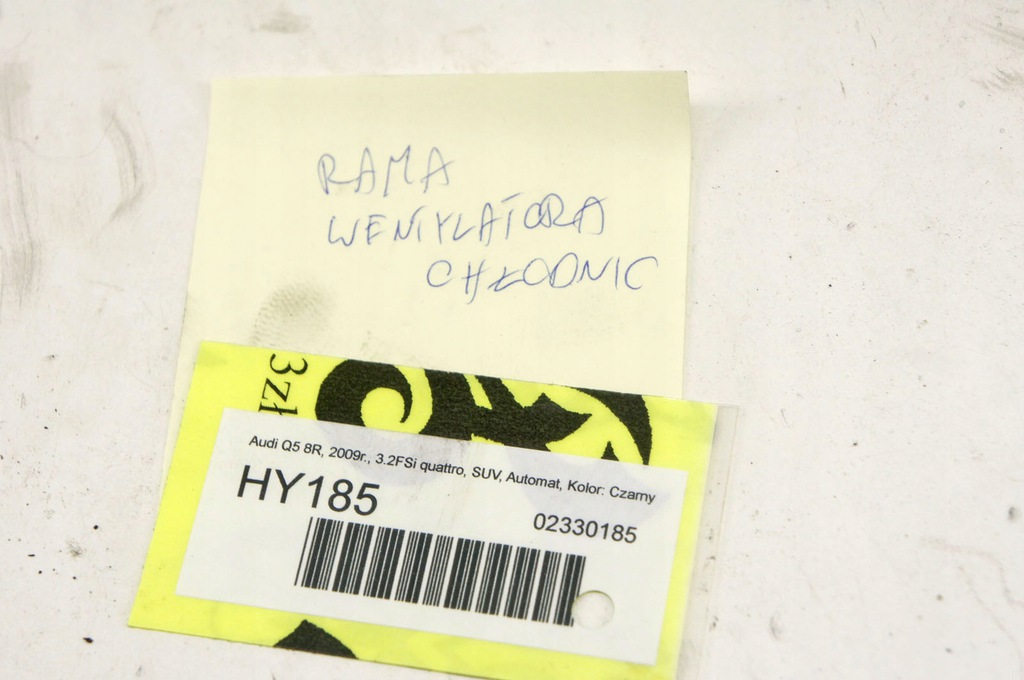 RAMA
WENTYLATORA
CHŁODNIC
3zł
Audi Q5 8R, 2009r., 3.2FSi quattro, SUV, Automat, Kolor: Czarny
HY185
02330185